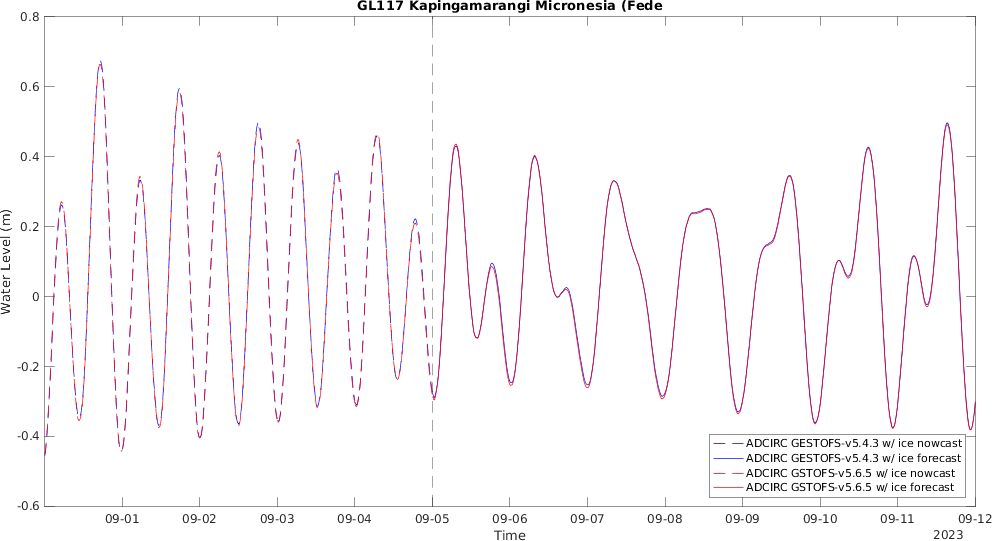 GL117 Kapingamarangi Micronesia (Fede
0.8
0.6
0.4
0.2
0
-0.2
-0.4
-0.6
Water Level (m)
ADCIRC GESTOFS-v5.4.3 w/ ice nowcast
ADCIRC GESTOFS-v5.4.3 w/ ice forecast
ADCIRC GSTOFS-v5.6.5 w/ ice nowcast
ADCIRC GSTOFS-v5.6.5 w/ ice forecast
09-01 09-02 09-03 09-04 09-05 09-06 09-07 09-08 09-09 09-10 09-11 09-12
Time
2023